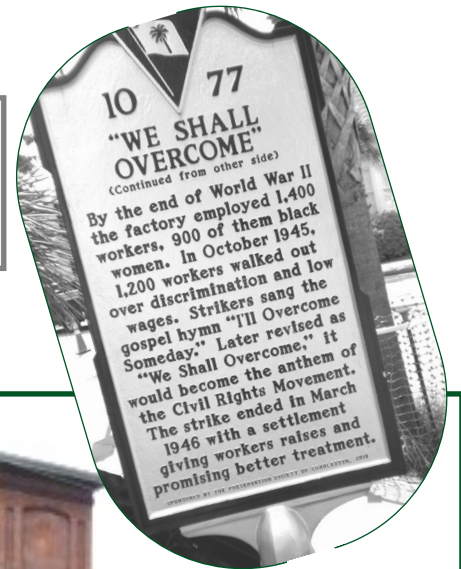 10 77
“WE SHALL
OVERCOME”
(Continued from other side)
By the end of World War II
the factory employed 1,400
workers, 900 of them black
women. In October 1945,
1,200 workers walked out
over discrimination and low
wages. Strikers sang the
gospel hymn “I’ll Overcome
Someday.” Later revised as
“We Shall Overcome,” it
would become the anthem of
the Civil Rights Movement.
The strike ended in March
1946 with a settlement
giving workers raises and
promising better treatment.
SPONSORED BY THE PRESERVATION SOCIETY OF CHARLESTON, 2013